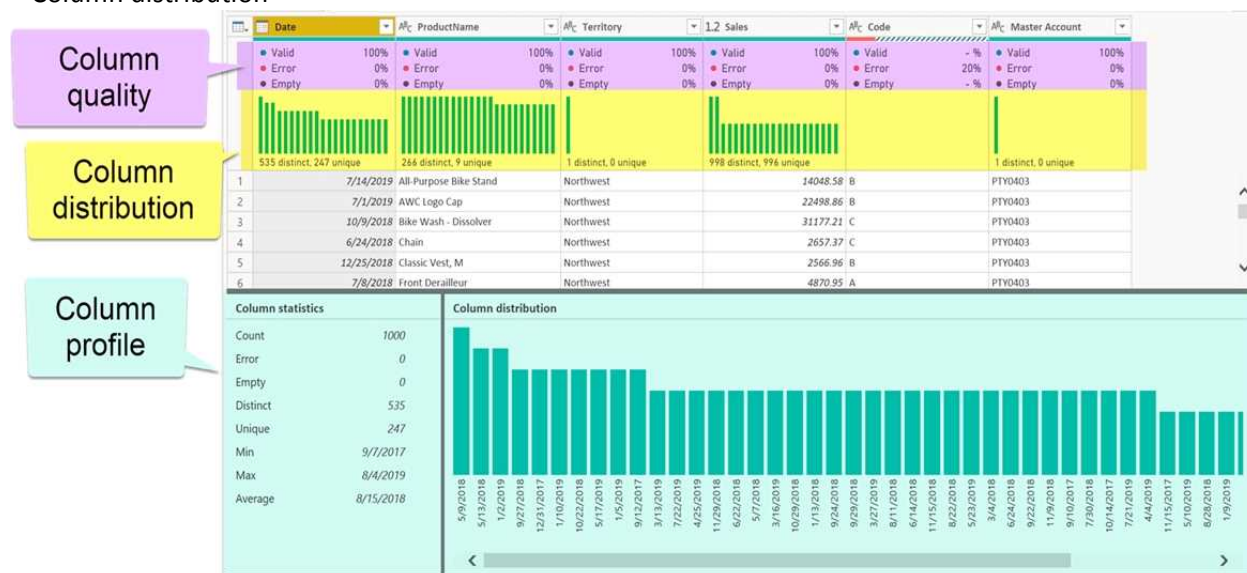 Column distribution
Column quality
Column distribution
Column profile
Date ABC ProductName ABC Territory 1.2 Sales ABC Code ABC Master Account
Valid 100% Valid 100% Valid 100% Valid 100% Valid - % Valid 100%
Error 0% Error 0% Error 0% Error 0% Error 20% Error 0%
Empty 0% Empty 0% Empty 0% Empty 0% Empty - % Empty 0%
535 distinct, 247 unique 266 distinct, 9 unique 1 distinct, 0 unique 998 distinct, 996 unique 1 distinct, 0 unique
1 7/14/2019 All-Purpose Bike Stand Northwest 14048.58 B PTY0403
2 7/1/2019 AWC Logo Cap Northwest 22498.86 B PTY0403
3 10/9/2018 Bike Wash - Dissolver Northwest 31177.21 C PTY0403
4 6/24/2018 Chain Northwest 2657.37 C PTY0403
5 12/25/2018 Classic Vest, M Northwest 2566.96 B PTY0403
6 7/8/2018 Front Derailleur Northwest 4870.95 A PTY0403
Column statistics
Count 1000
Error 0
Empty 0
Distinct 535
Unique 247
Min 9/7/2017
Max 8/4/2019
Average 8/15/2018
Column distribution
5/9/2018
5/13/2018
1/2/2019
9/27/2018
12/31/2017
1/10/2019
10/22/2018
5/17/2019
1/5/2019
9/12/2017
3/13/2019
7/22/2019
4/25/2019
11/29/2018
6/22/2018
5/7/2018
3/16/2018
10/29/2018
1/13/2019
9/24/2018
9/29/2018
3/27/2019
8/11/2018
6/14/2018
11/15/2018
8/22/2018
5/23/2019
3/4/2018
6/24/2018
9/22/2018
11/9/2018
9/10/2017
7/30/2018
10/14/2017
7/21/2019
4/4/2019
11/15/2017
5/10/2019
8/28/2018
1/9/2019